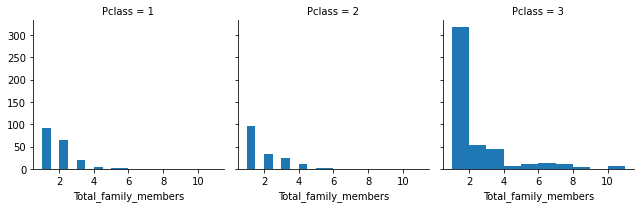 Pclass = 1 Pclass = 2 Pclass = 3
300
250
200
150
100
50
0
2 4 6 8 10 2 4 6 8 10 2 4 6 8 10
Total_family_members Total_family_members Total_family_members